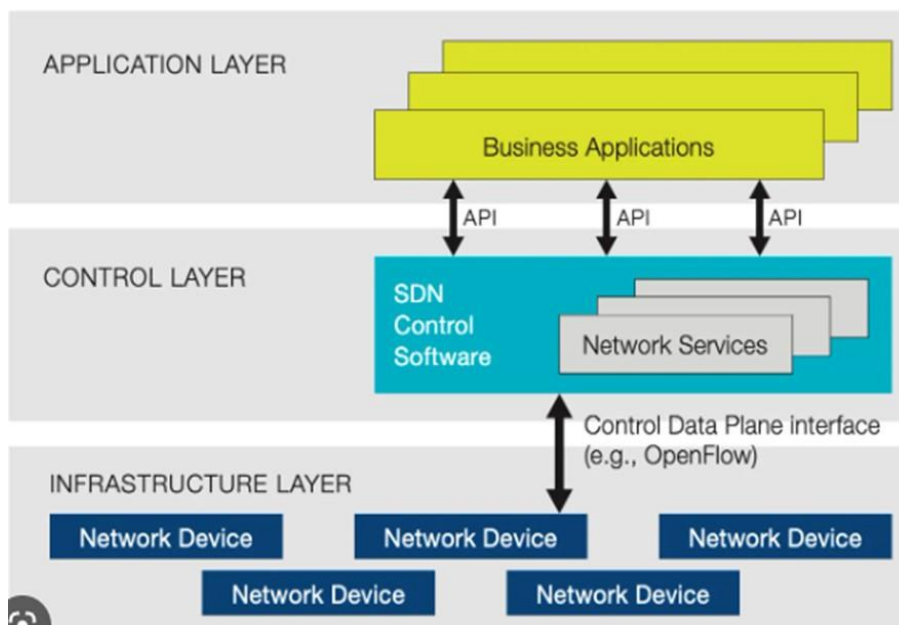 APPLICATION LAYER
Business Applications
API
API
API
CONTROL LAYER
SDN
Control
Software
Network Services
Control Data Plane interface
(e.g., OpenFlow)
INFRASTRUCTURE LAYER
Network Device
Network Device
Network Device
Network Device
Network Device